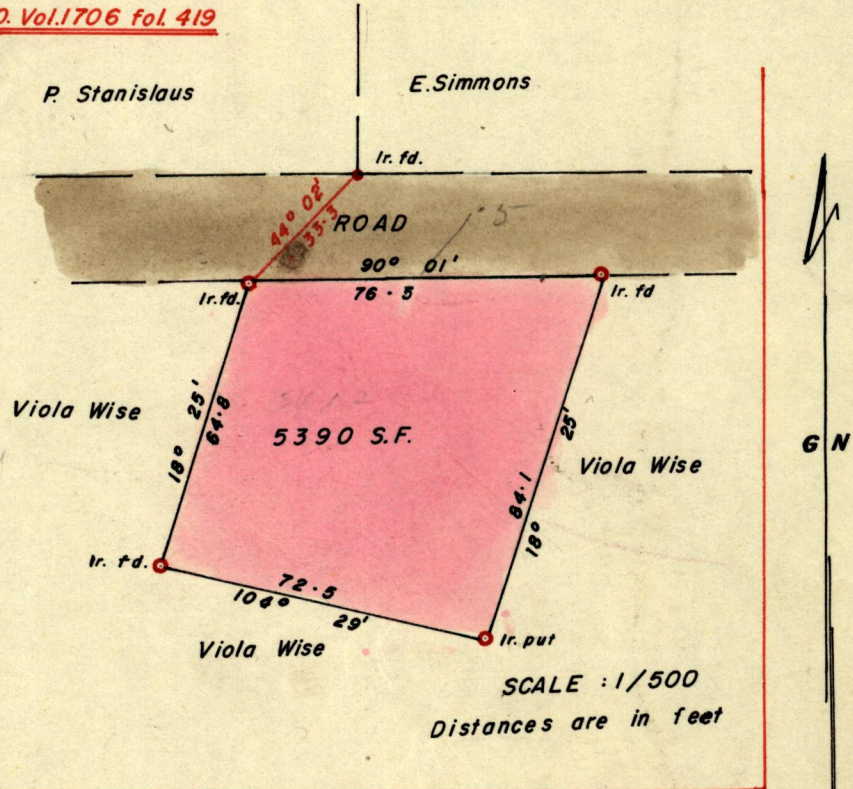 Vol.1706 fol. 419
P. Stanislaus
E.Simmons
Ir. fd.
44° 02'
33·3
ROAD
5
90° 01'
76·5
Ir.fd.
Ir. fd
18° 25'
64·8
Viola Wise
5390 S.F.
84·1
18° 25'
Viola Wise
G N
Ir. fd.
72·5
104° 29'
Ir. put
Viola Wise
SCALE : 1/500
Distances are in feet